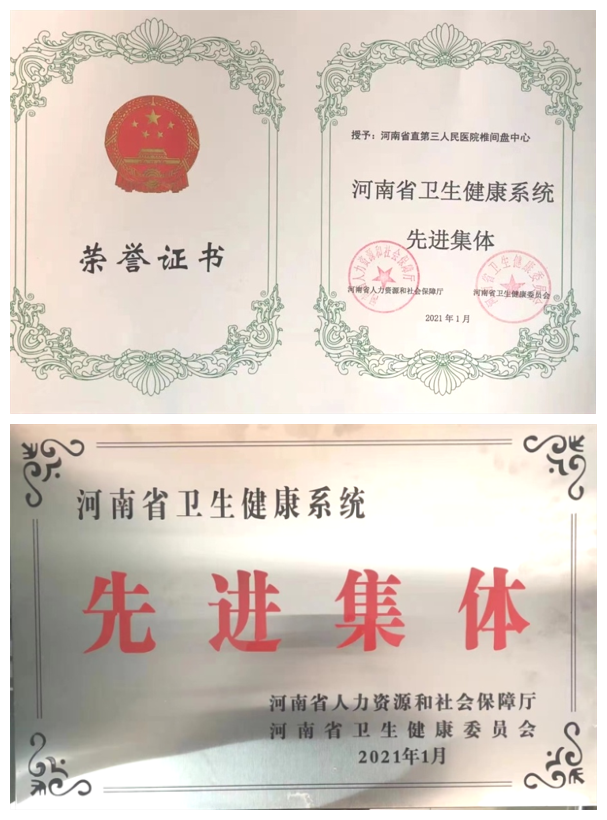 荣誉证书
授予：河南省直第三人民医院椎间盘中心
河南省卫生健康系统
先进集体
河南省人力资源和社会保障厅
河南省卫生健康委员会
2021年1月
河南省卫生健康系统
先进集体
河南省人力资源和社会保障厅
河南省卫生健康委员会
2021年1月